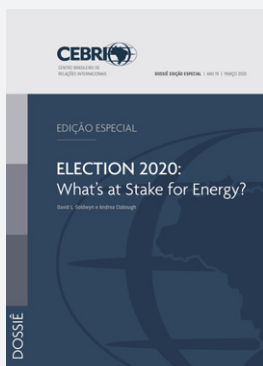 CEBRI
CENTRO BRASILEIRO DE
RELAÇÕES INTERNACIONAIS
DOSSIÊ EDIÇÃO ESPECIAL | ANO 19 | MARÇO 2020
EDIÇÃO ESPECIAL
ELECTION 2020:
What's at Stake for Energy?
David L. Goldwyn e Andrea Clabough
DOSSIÊ